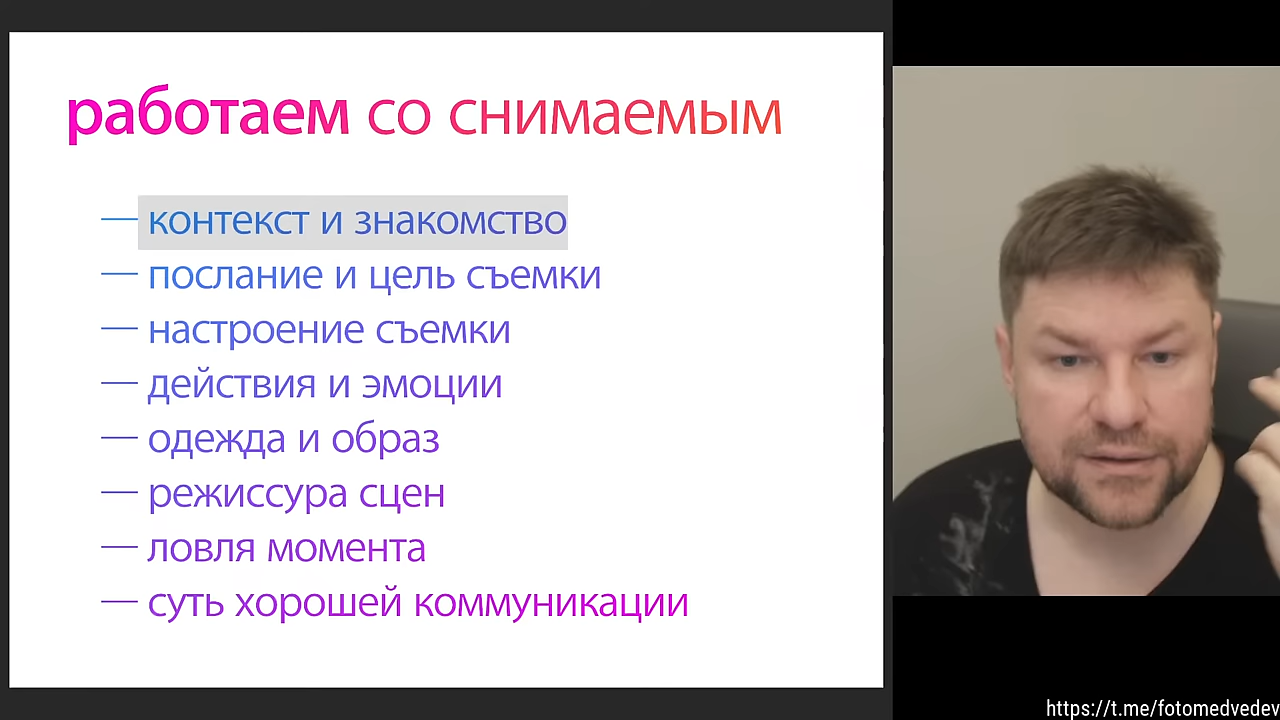 работаем со снимаемым
— контекст и знакомство
— послание и цель съемки
— настроение съемки
— действия и эмоции
— одежда и образ
— режиссура сцен
— ловля момента
— суть хорошей коммуникации
https://t.me/fotomedvedev